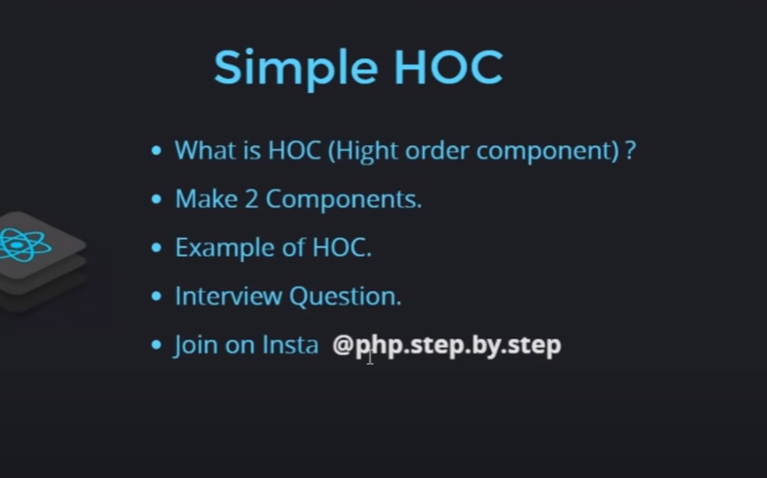 Simple HOC
• What is HOC (Hight order component) ?
• Make 2 Components.
• Example of HOC.
• Interview Question.
• Join on Insta @php.step.by.step